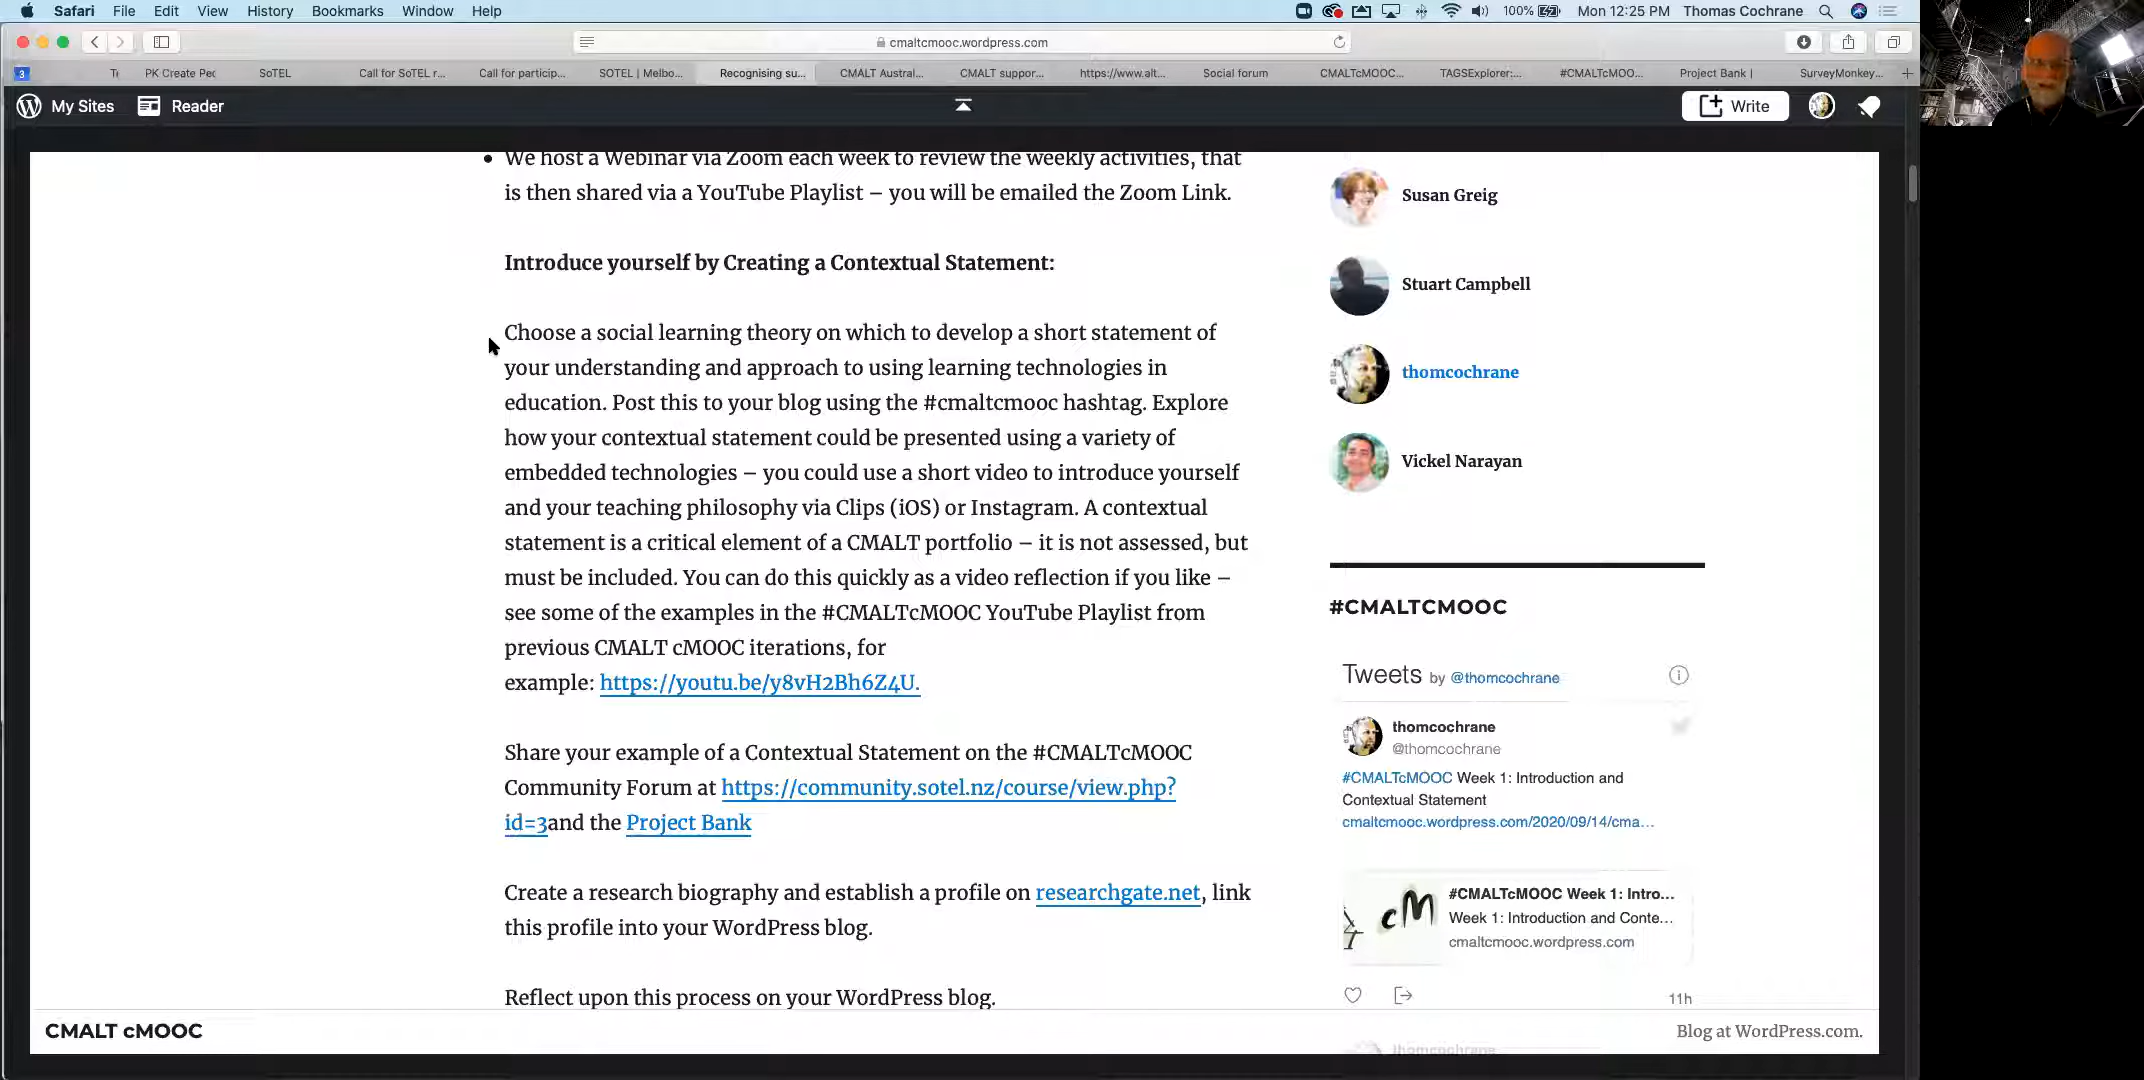 Safari File Edit View History Bookmarks Window Help
100% Mon 12:25 PM Thomas Cochrane
cmaltcmooc.wordpress.com
3 PK Create Pec SoTEL Call for SoTEL r... Call for particip... SOTEL | Melbo... Recognising su... CMALT Austral... CMALT suppor... https://www.alt... Social forum CMALTcMOOC... TAGSExplorer:... #CMALTcMOO... Project Bank | SurveyMonkey...
My Sites Reader Write
We host a Webinar via Zoom each week to review the weekly activities, that
is then shared via a YouTube Playlist – you will be emailed the Zoom Link.
Introduce yourself by Creating a Contextual Statement:
Choose a social learning theory on which to develop a short statement of
your understanding and approach to using learning technologies in
education. Post this to your blog using the #cmaltcmooc hashtag. Explore
how your contextual statement could be presented using a variety of
embedded technologies – you could use a short video to introduce yourself
and your teaching philosophy via Clips (iOS) or Instagram. A contextual
statement is a critical element of a CMALT portfolio – it is not assessed, but
must be included. You can do this quickly as a video reflection if you like –
see some of the examples in the #CMALTcMOOC YouTube Playlist from
previous CMALT cMOOC iterations, for
example: https://youtu.be/y8vH2Bh6Z4U.
Share your example of a Contextual Statement on the #CMALTcMOOC
Community Forum at https://community.sotel.nz/course/view.php?
id=3and the Project Bank
Create a research biography and establish a profile on researchgate.net, link
this profile into your WordPress blog.
Reflect upon this process on your WordPress blog.
Susan Greig
Stuart Campbell
thomcochrane
Vickel Narayan
#CMALTCMOOC
Tweets by @thomcochrane
thomcochrane
@thomcochrane
#CMALTcMOOC Week 1: Introduction and
Contextual Statement
cmaltcmooc.wordpress.com/2020/09/14/cma...
#CMALTcMOOC Week 1: Intro...
Week 1: Introduction and Conte...
cmaltcmooc.wordpress.com
11h
thomcochrane
CMALT cMOOC
Blog at WordPress.com.